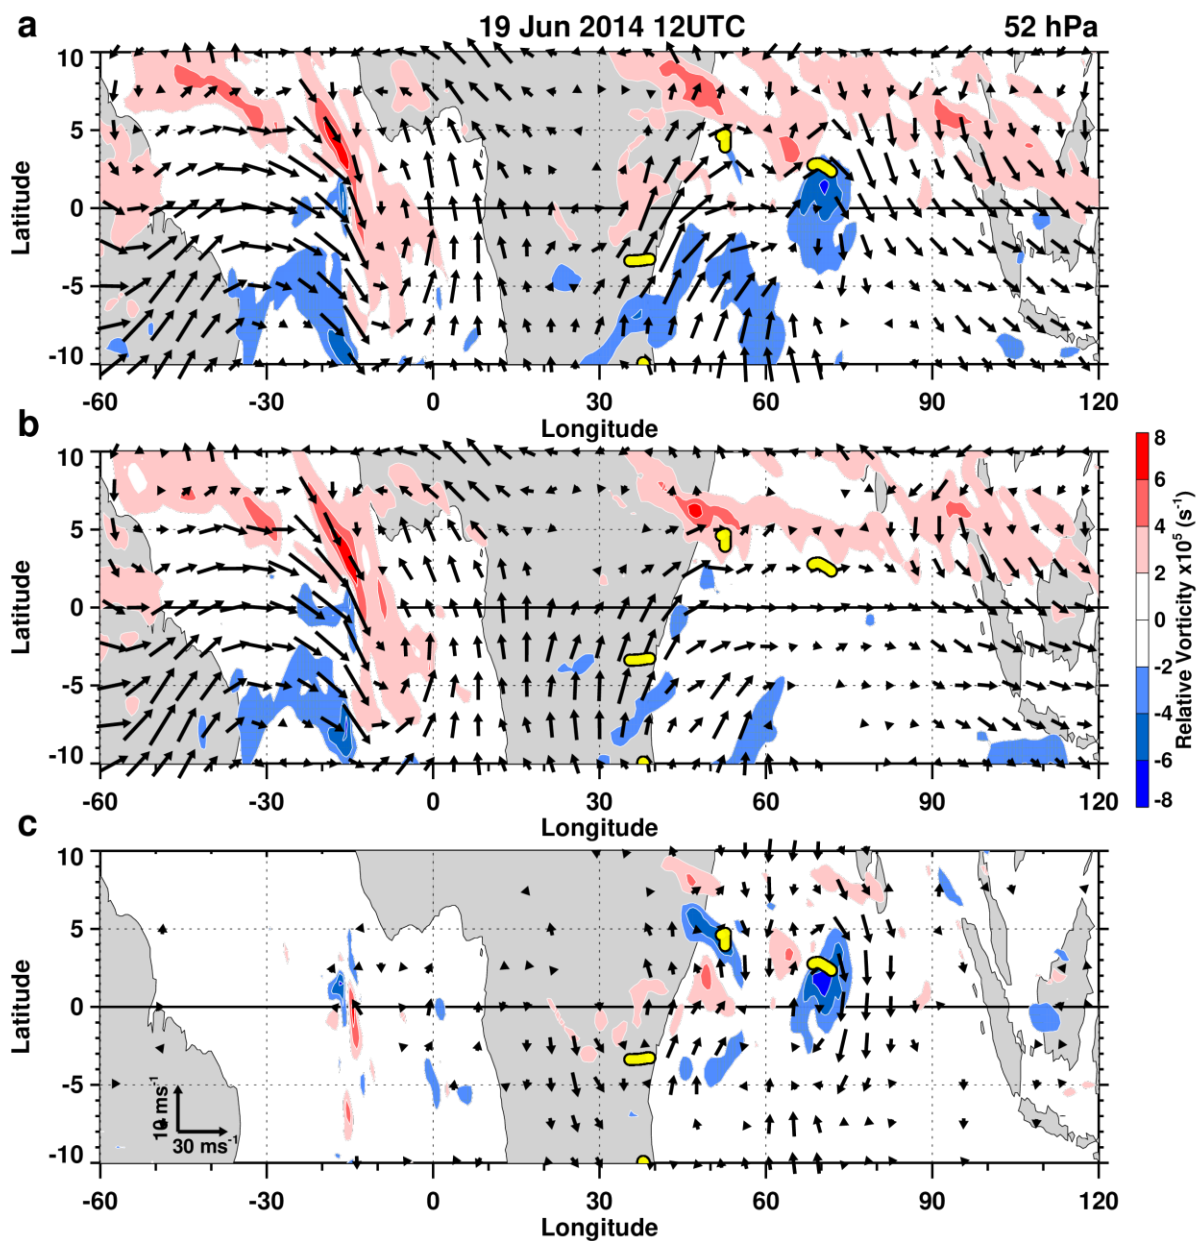 a 19 Jun 2014 12UTC 52 hPa
10
5
0
-5
-10
Latitude
-60 -30 0 30 60 90 120
Longitude
b
10
5
0
-5
-10
Latitude
-60 -30 0 30 60 90 120
Longitude
8
6
4
2
0
-2
-4
-6
-8
Relative Vorticity x10⁵ (s⁻¹)
c
10
5
0
-5
-10
Latitude
10 ms⁻¹
30 ms⁻¹
-60 -30 0 30 60 90 120
Longitude